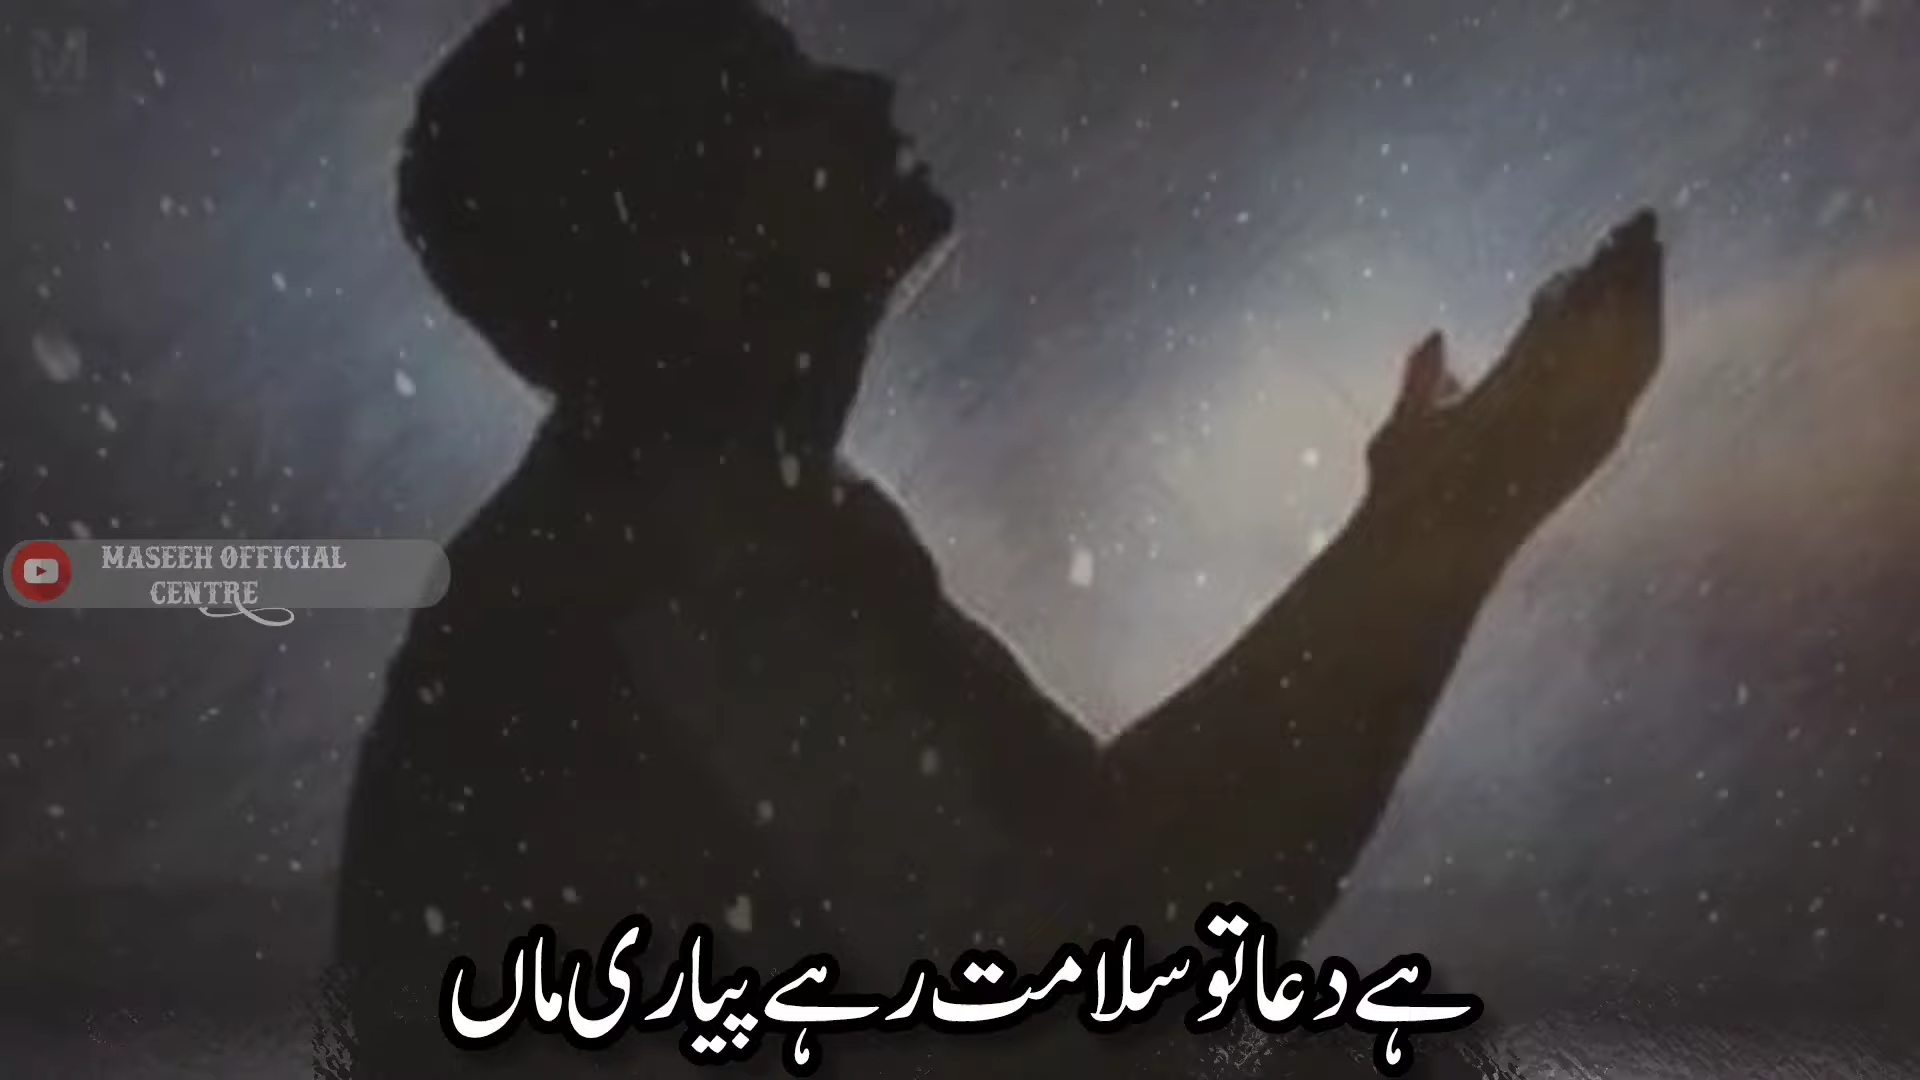 M
MASEEH OFFICIAL
CENTRE
ہے دعا تو سلامت رہے پیاری ماں